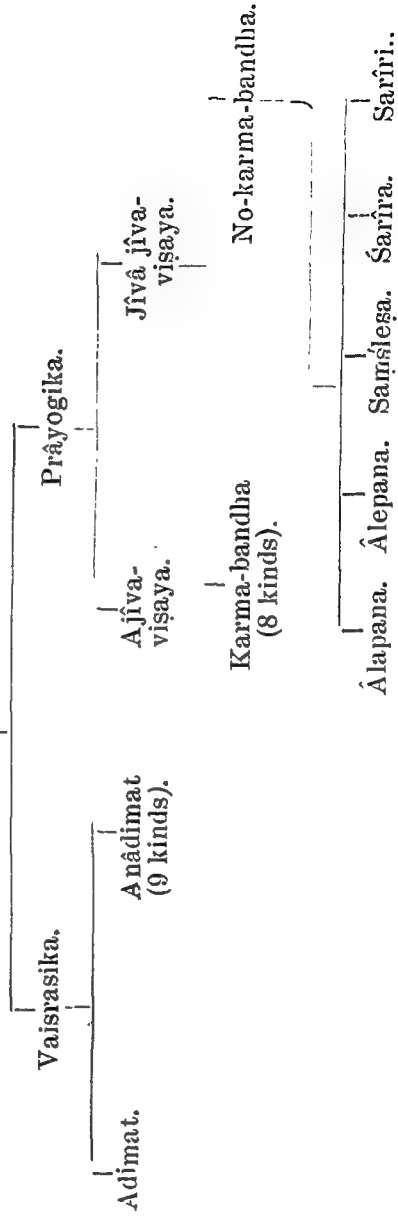 Vaisrasika.
Prâyogika.
Adimat.
Anâdimat
(9 kinds).
Ajîva-
viṣaya.
Jîvâ jîva-
viṣaya.
Karma-bandha
(8 kinds).
No-karma-bandha.
Âlapana. Âlepana. Saṃśleṣa. Śarîra. Sarîri..